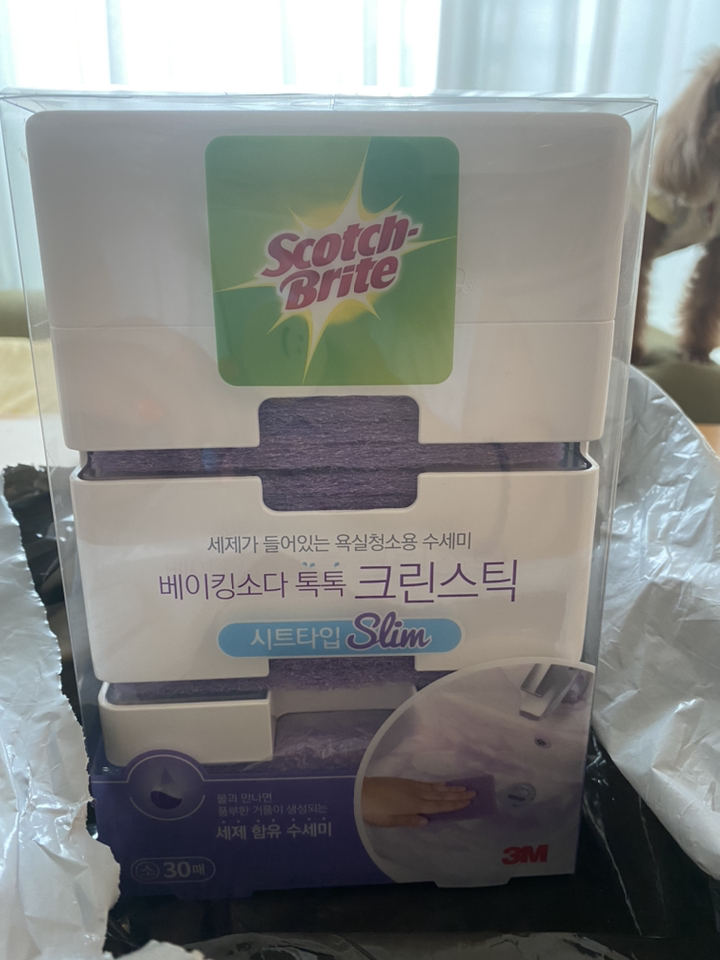 Scotch-
Brite
세제가 들어있는 욕실청소용 수세미
베이킹소다 톡톡 크린스틱
시트타입 Slim
물과 만나면
풍부한 거품이 생성되는
세제 함유 수세미
소 30매
3M